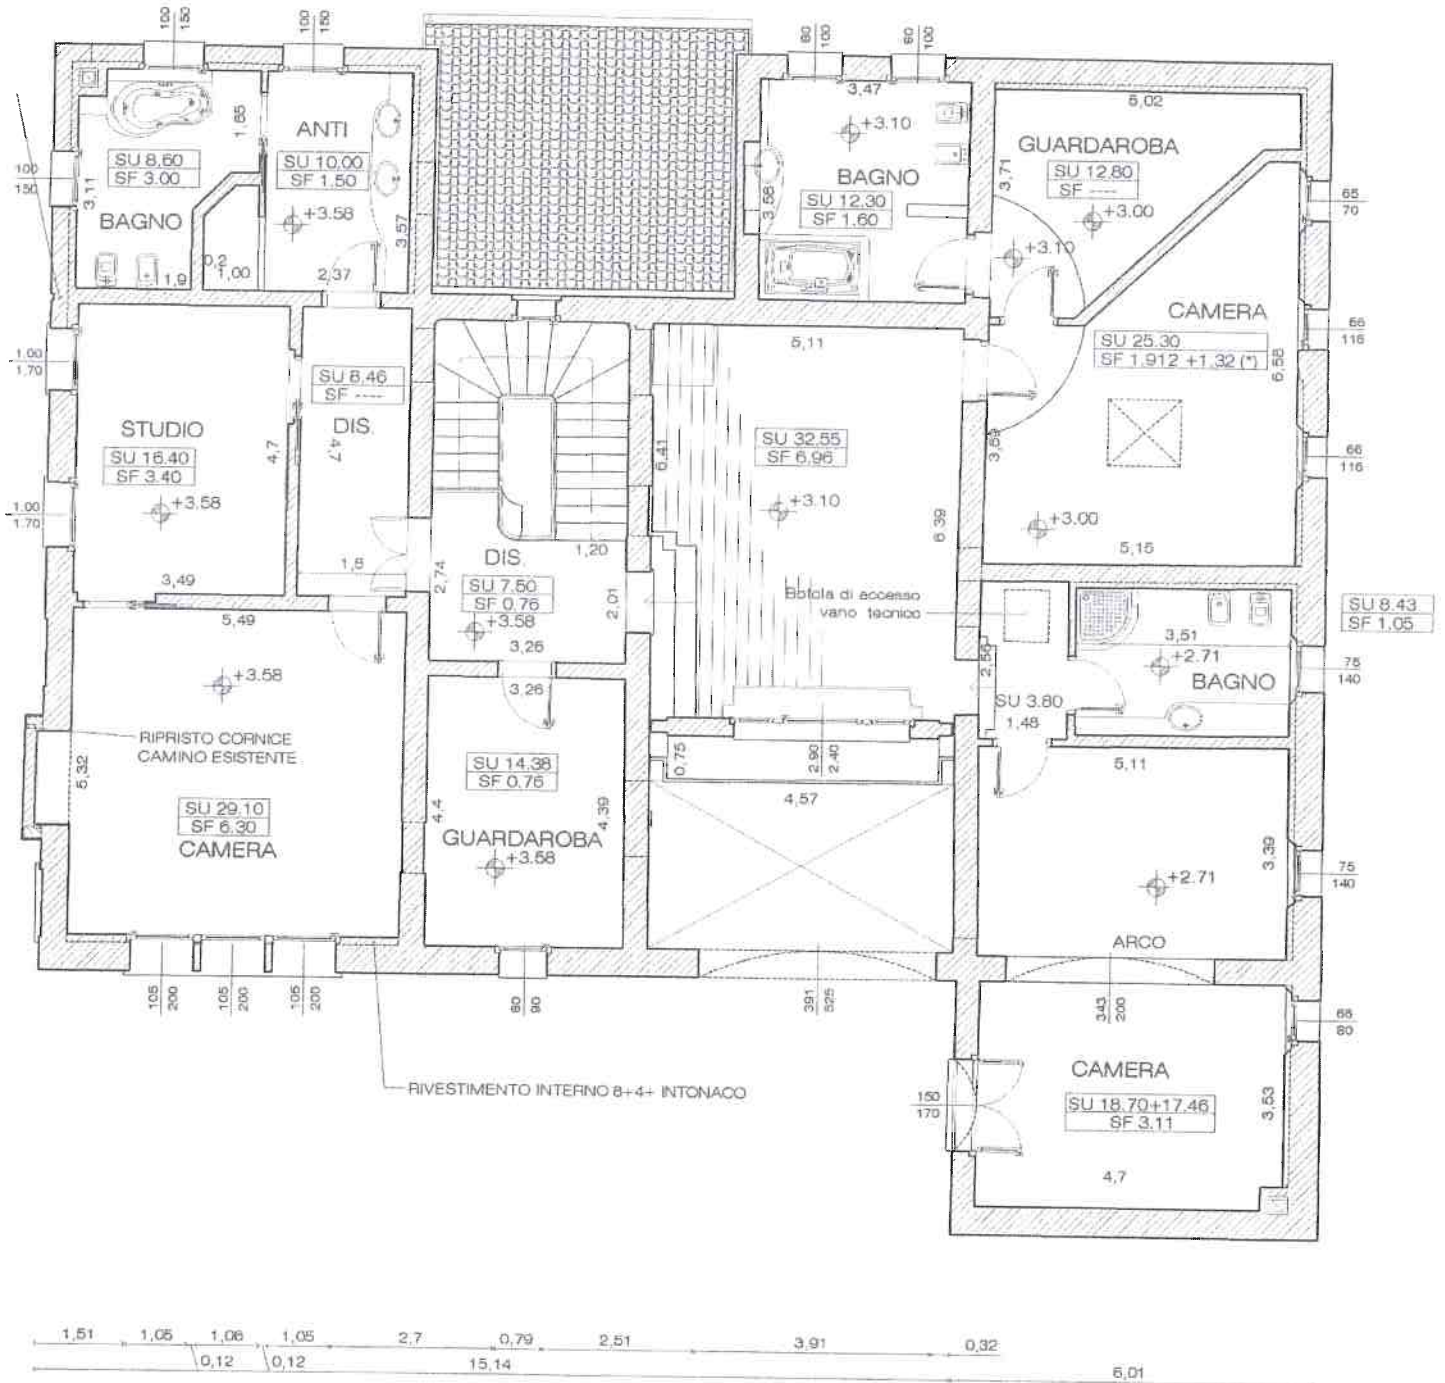 100
150
100
150
60
100
60
100
3,47
5,02
ANTI
SU 10.00
SF 1.50
1,65
SU 8.60
SF 3.00
100
150
3,11
BAGNO
+3.58
3,57
0,2
1,00
1,9
2,37
+3.10
BAGNO
SU 12.30
SF 1.60
3,58
GUARDAROBA
SU 12.80
SF ----
3,71
+3.00
+3.10
65
70
CAMERA
SU 25.30
SF 1.912 +1.32 (*)
6,58
66
116
66
116
3,69
+3.00
5,15
1.00
1.70
STUDIO
SU 16.40
SF 3.40
4,7
+3.58
3,49
1.00
1.70
SU 8.46
SF ----
DIS.
4,7
1,8
5,11
6,41
SU 32.55
SF 6.96
+3.10
6,39
1,20
DIS.
SU 7.50
SF 0.76
+3.58
2,74
2,01
3,26
Botola di accesso
vano tecnico
SU 8.43
SF 1.05
3,51
+2.71
BAGNO
75
140
2,56
SU 3.80
1,48
5,49
+3.58
RIPRISTO CORNICE
CAMINO ESISTENTE
5,32
SU 29.10
SF 6.30
CAMERA
3,26
SU 14.38
SF 0.76
4,4
4,39
GUARDAROBA
+3.58
0,75
2.90
2.40
4,57
5,11
3,39
+2.71
75
140
ARCO
105
200
105
200
105
200
60
90
391
525
343
200
66
80
CAMERA
SU 18.70+17.46
SF 3.11
3,53
4,7
150
170
RIVESTIMENTO INTERNO 8+4+ INTONACO
1,51 1,05 1,06 1,05 2,7 0,79 2,51 3,91 0,32
0,12 0,12 15,14 6,01